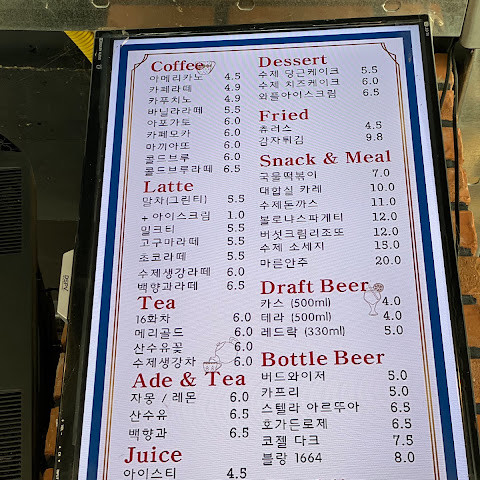 Coffee
아메리카노 4.5
카페라떼 4.9
카푸치노 4.9
바닐라라떼 5.5
아포가토 6.0
카페모카 6.0
마끼아또 6.0
콜드브루 6.0
콜드브루라떼 6.5
Latte
말차(그린티) 5.5
+ 아이스크림 1.0
밀크티 5.5
고구마라떼 5.5
초코라떼 5.5
수제생강라떼 6.0
백향과라떼 6.5
Tea
16화차 6.0
메리골드 6.0
산수유꽃 6.0
수제생강차 6.0
Ade & Tea
자몽 / 레몬 6.0
산수유 6.5
백향과 6.5
Juice
아이스티 4.5
Dessert
수제 당근케이크 5.5
수제 치즈케이크 6.0
와플아이스크림 6.5
Fried
츄러스 4.5
감자튀김 9.8
Snack & Meal
국물떡볶이 7.0
대합실 카레 10.0
수제돈까스 11.0
볼로냐스파게티 12.0
버섯크림리조또 12.0
수제 소세지 15.0
마른안주 20.0
Draft Beer
카스 (500ml) 4.0
테라 (500ml) 4.0
레드락 (330ml) 5.0
Bottle Beer
버드와이저 5.0
카프리 5.0
스텔라 아르뚜아 6.5
호가든로제 6.5
코젤 다크 7.5
블랑 1664 8.0